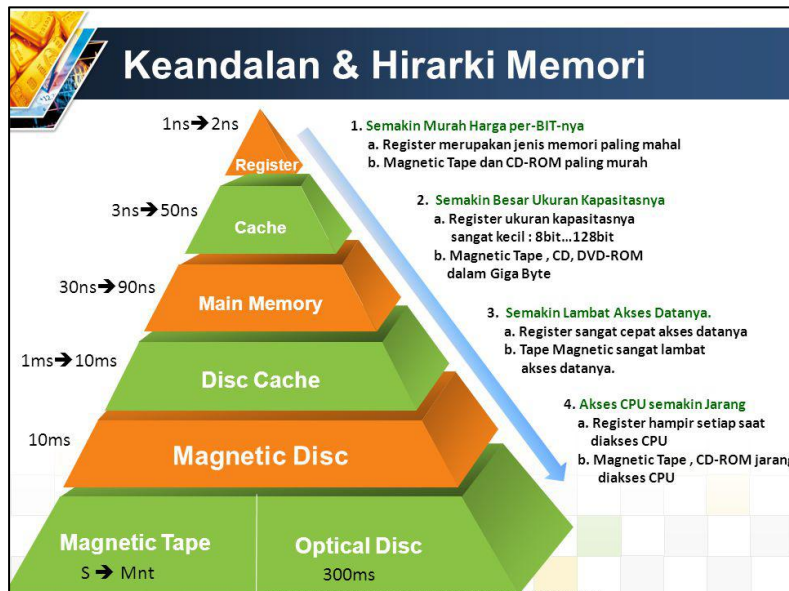 Keandalan & Hirarki Memori
1ns➔2ns
Register
3ns➔50ns
Cache
30ns➔90ns
Main Memory
1ms➔10ms
Disc Cache
10ms
Magnetic Disc
Magnetic Tape
S ➔ Mnt
Optical Disc
300ms
1. Semakin Murah Harga per-BIT-nya
a. Register merupakan jenis memori paling mahal
b. Magnetic Tape dan CD-ROM paling murah
2. Semakin Besar Ukuran Kapasitasnya
a. Register ukuran kapasitasnya
sangat kecil : 8bit...128bit
b. Magnetic Tape , CD, DVD-ROM
dalam Giga Byte
3. Semakin Lambat Akses Datanya.
a. Register sangat cepat akses datanya
b. Tape Magnetic sangat lambat
akses datanya.
4. Akses CPU semakin Jarang
a. Register hampir setiap saat
diakses CPU
b. Magnetic Tape , CD-ROM jarang
diakses CPU